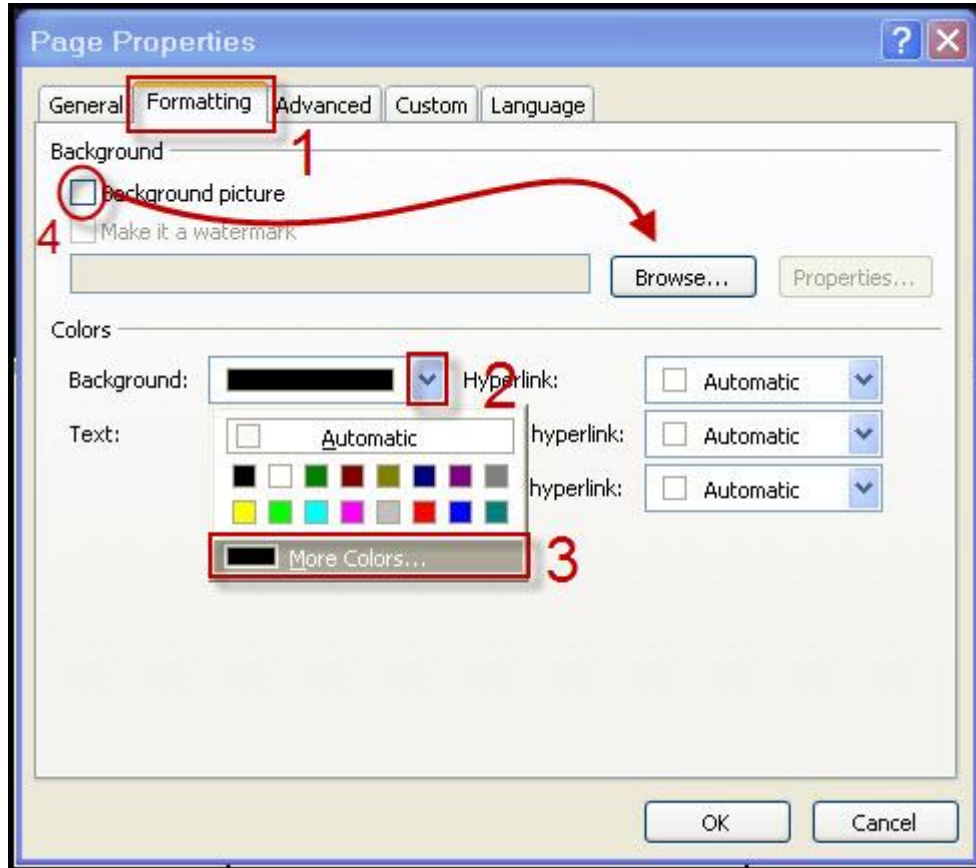 Page Properties
General Formatting Advanced Custom Language
1
Background
Background picture
4
Make it a watermark
Browse... Properties...
Colors
Background: 2 Hyperlink: Automatic
Text: Automatic hyperlink: Automatic
hyperlink: Automatic
More Colors... 3
OK Cancel